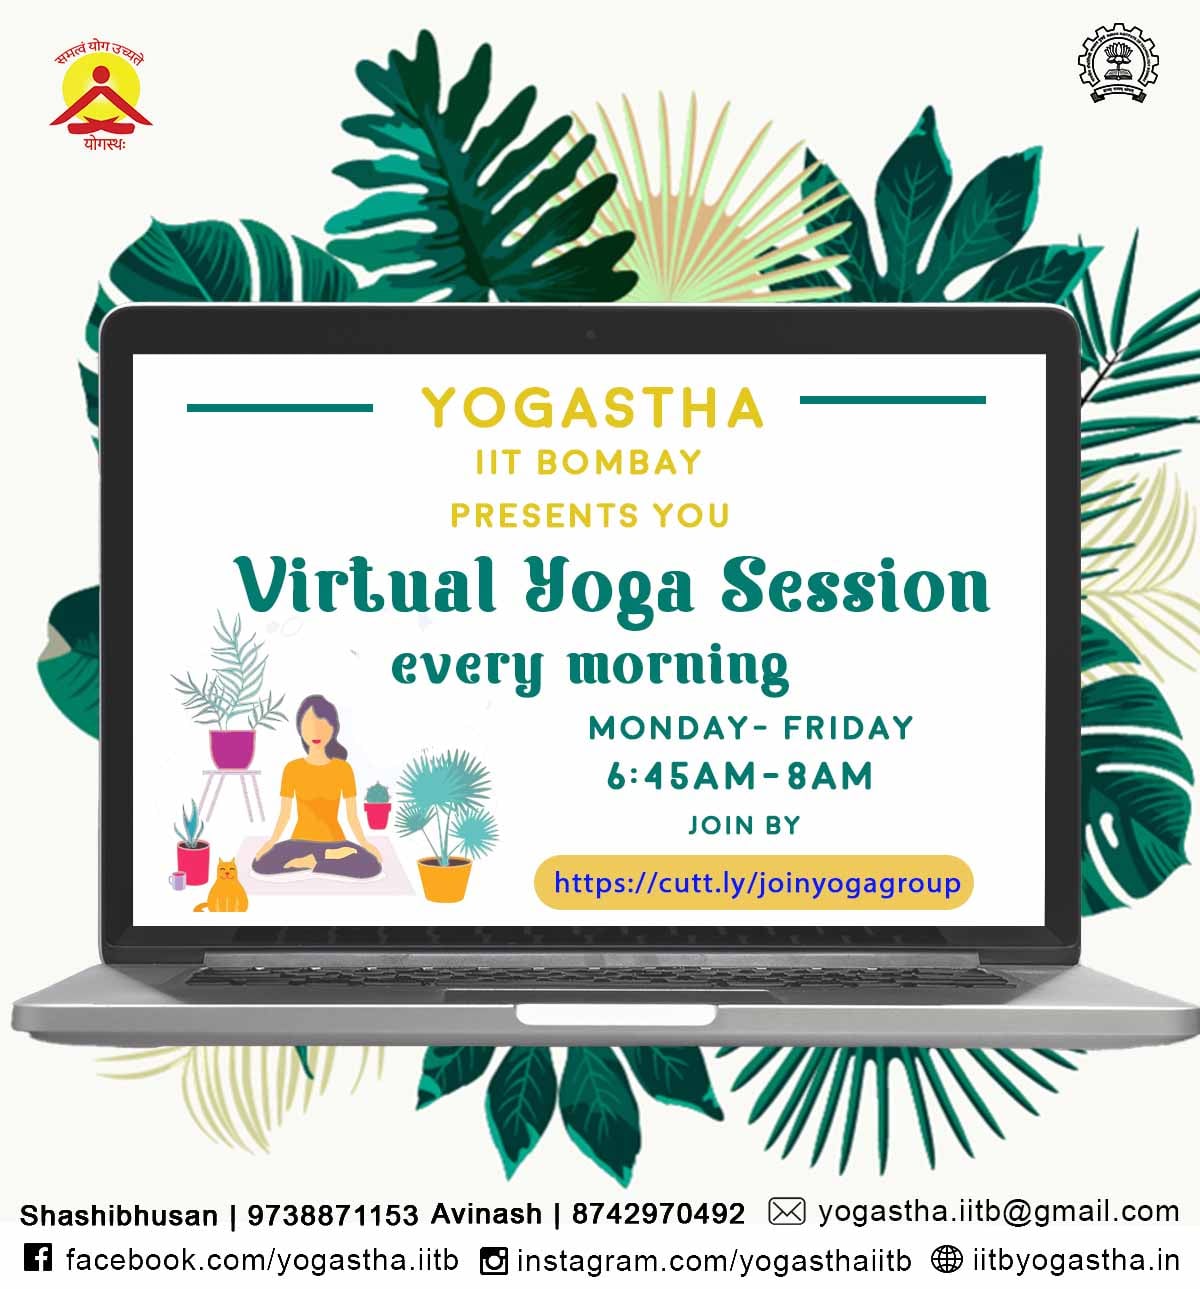 समत्वं योग उच्यते
योगस्थः
YOGASTHA
IIT BOMBAY
PRESENTS YOU
Virtual Yoga Session
every morning
MONDAY- FRIDAY
6:45AM-8AM
JOIN BY
https://cutt.ly/joinyogagroup
Shashibhusan | 9738871153 Avinash | 8742970492 yogastha.iitb@gmail.com
facebook.com/yogastha.iitb instagram.com/yogasthaiitb iitbyogastha.in